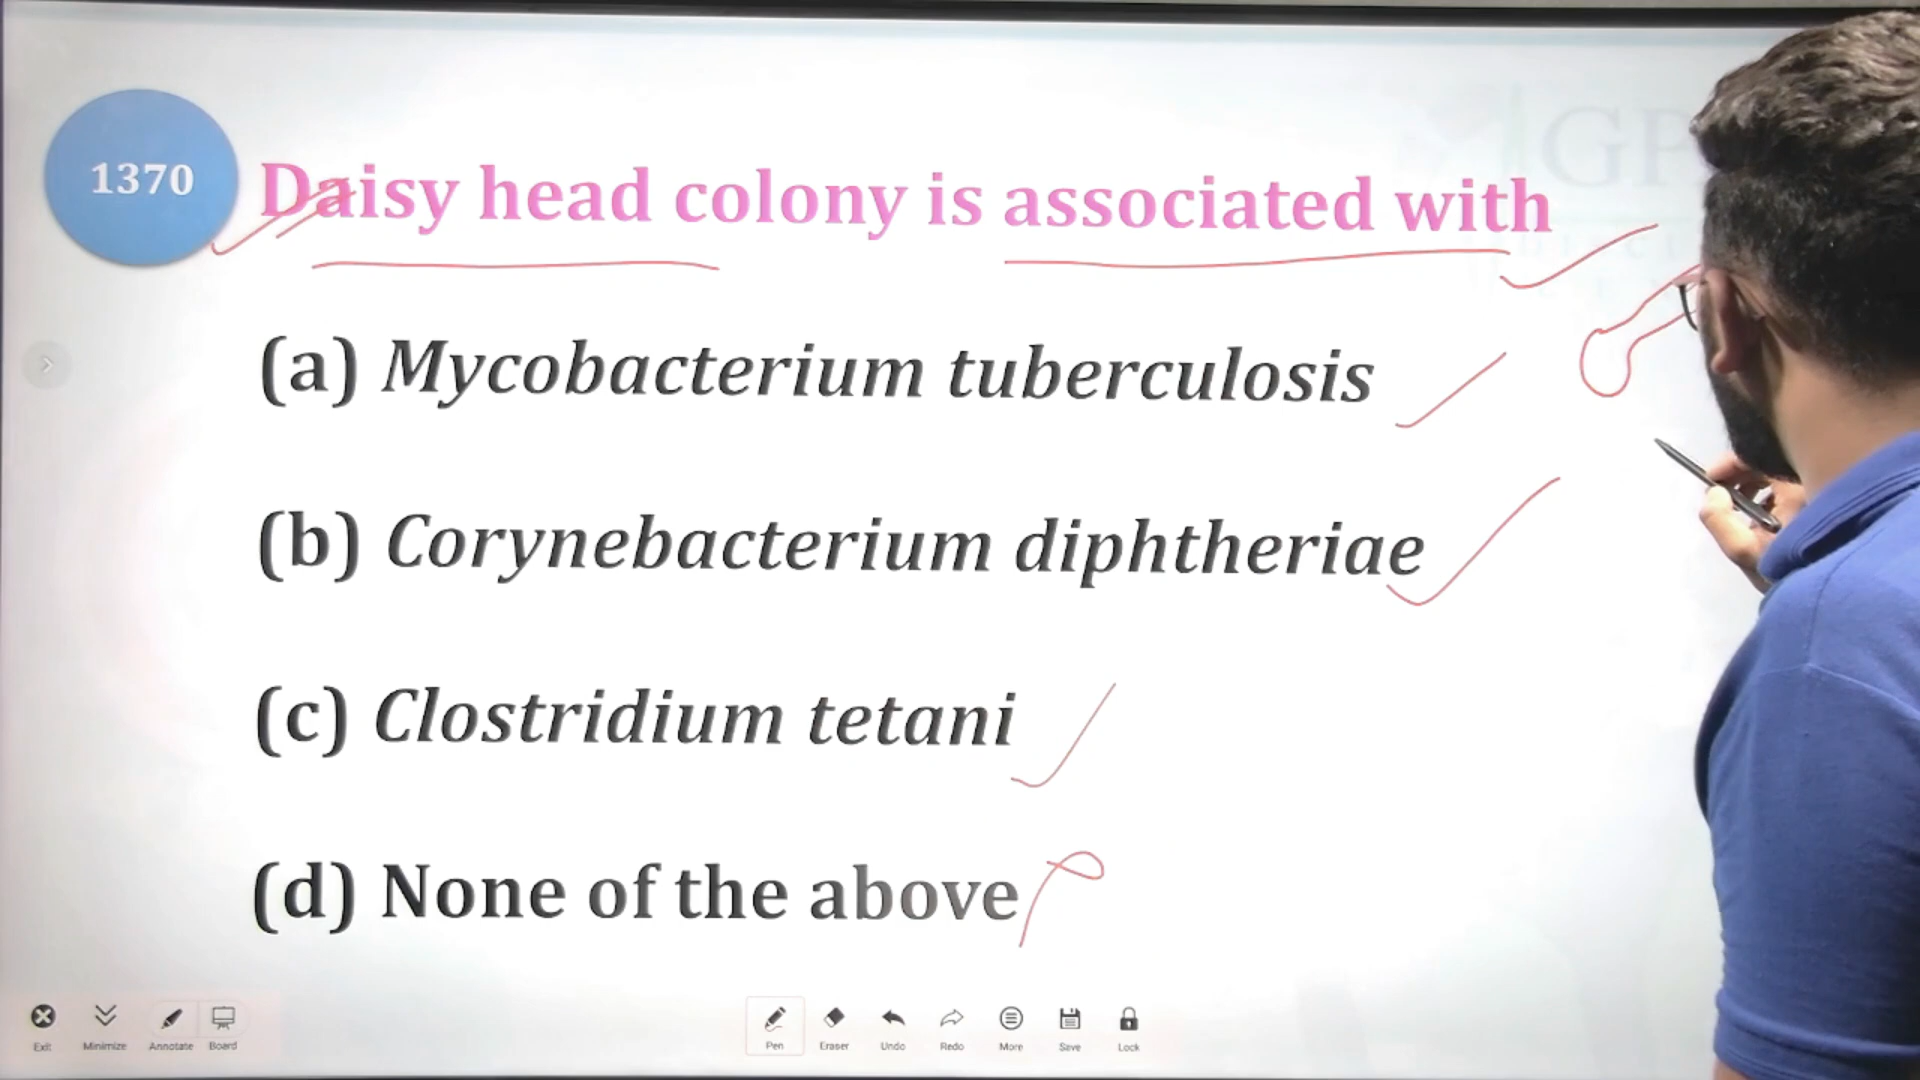 1370
Daisy head colony is associated with
(a) Mycobacterium tuberculosis
(b) Corynebacterium diphtheriae
(c) Clostridium tetani
(d) None of the above
Exit Minimize Annotate Board Pen Eraser Undo Redo More Save Lock